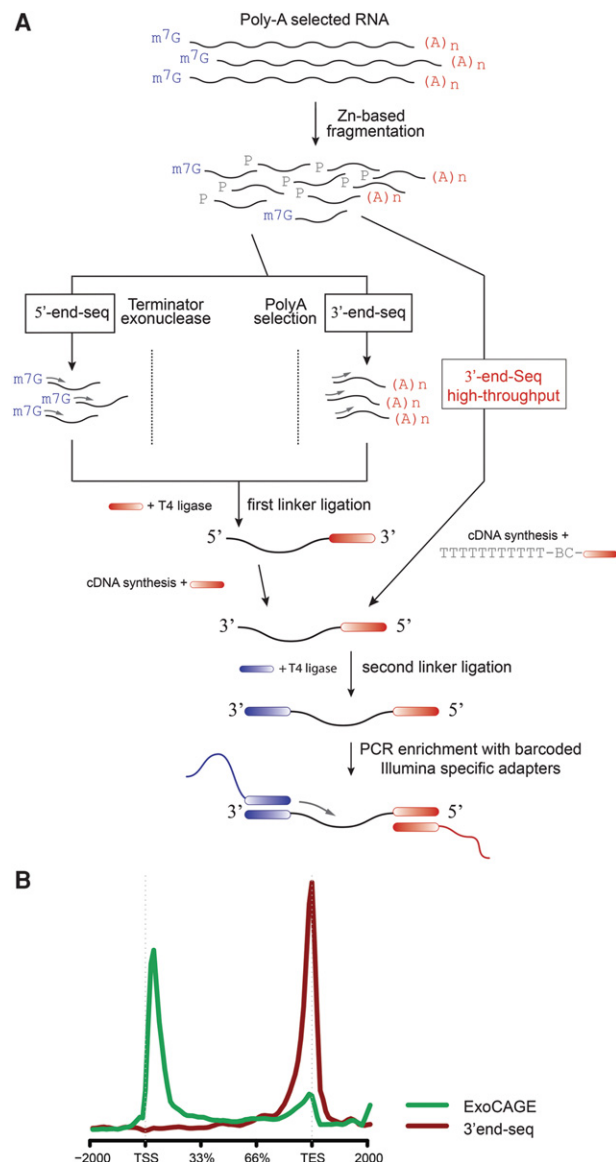 A
Poly-A selected RNA
m7G (A)n
m7G (A)n
m7G (A)n
Zn-based
fragmentation
m7G P P P P (A)n
P P P (A)n
P m7G
5’-end-seq Terminator
exonuclease
PolyA
selection 3’-end-seq
3’-end-Seq
high-throughput
m7G (A)n
m7G (A)n
m7G (A)n
+ T4 ligase first linker ligation
5’ 3’
cDNA synthesis +
cDNA synthesis +
TTTTTTTTTTT-BC-
3’ 5’
+ T4 ligase second linker ligation
3’ 5’
PCR enrichment with barcoded
Illumina specific adapters
3’ 5’
B
ExoCAGE
3'end-seq
−2000 TSS 33% 66% TES 2000